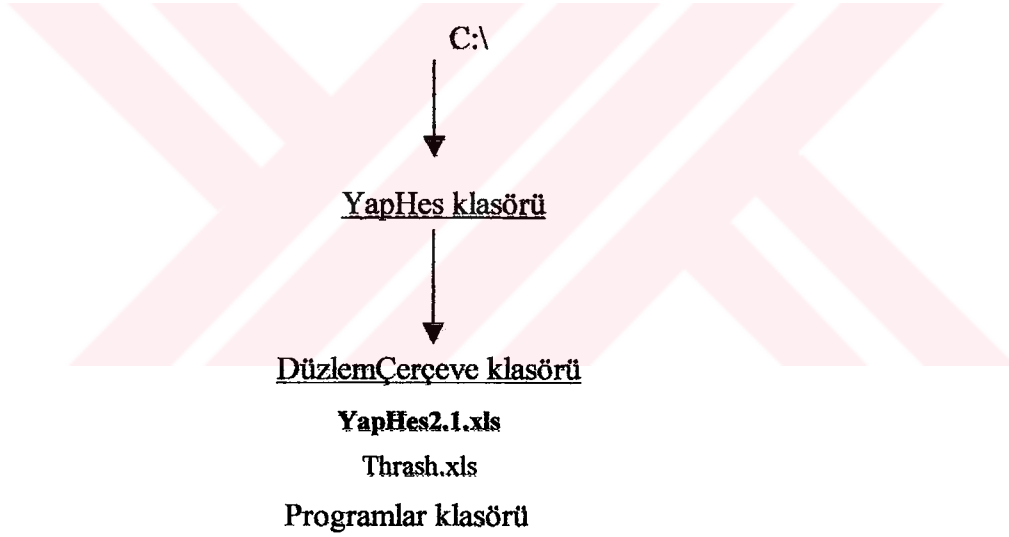 C:\
YapHes klasörü
DüzlemÇerçeve klasörü
YapHes2.1.xls
Thrash.xls
Programlar klasörü